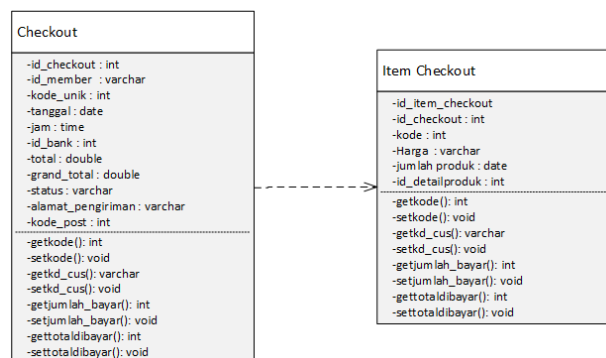 Checkout
-id_checkout : int
-id_member : varchar
-kode_unik : int
-tanggal : date
-jam : time
-id_bank : int
-total : double
-grand_total : double
-status : varchar
-alamat_pengiriman : varchar
-kode_post : int
-getkode(): int
-setkode(): void
-getkd_cus(): varchar
-setkd_cus(): void
-getjumlah_bayar(): int
-setjumlah_bayar(): void
-gettotaldibayar(): int
-settotaldibayar(): void
Item Checkout
-id_item_checkout
-id_checkout : int
-kode : int
-Harga : varchar
-jumlah produk : date
-id_detailproduk : int
-getkode(): int
-setkode(): void
-getkd_cus(): varchar
-setkd_cus(): void
-getjumlah_bayar(): int
-setjumlah_bayar(): void
-gettotaldibayar(): int
-settotaldibayar(): void